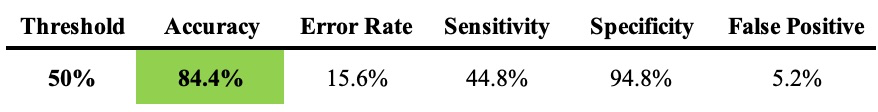 Threshold Accuracy Error Rate Sensitivity Specificity False Positive
50% 84.4% 15.6% 44.8% 94.8% 5.2%